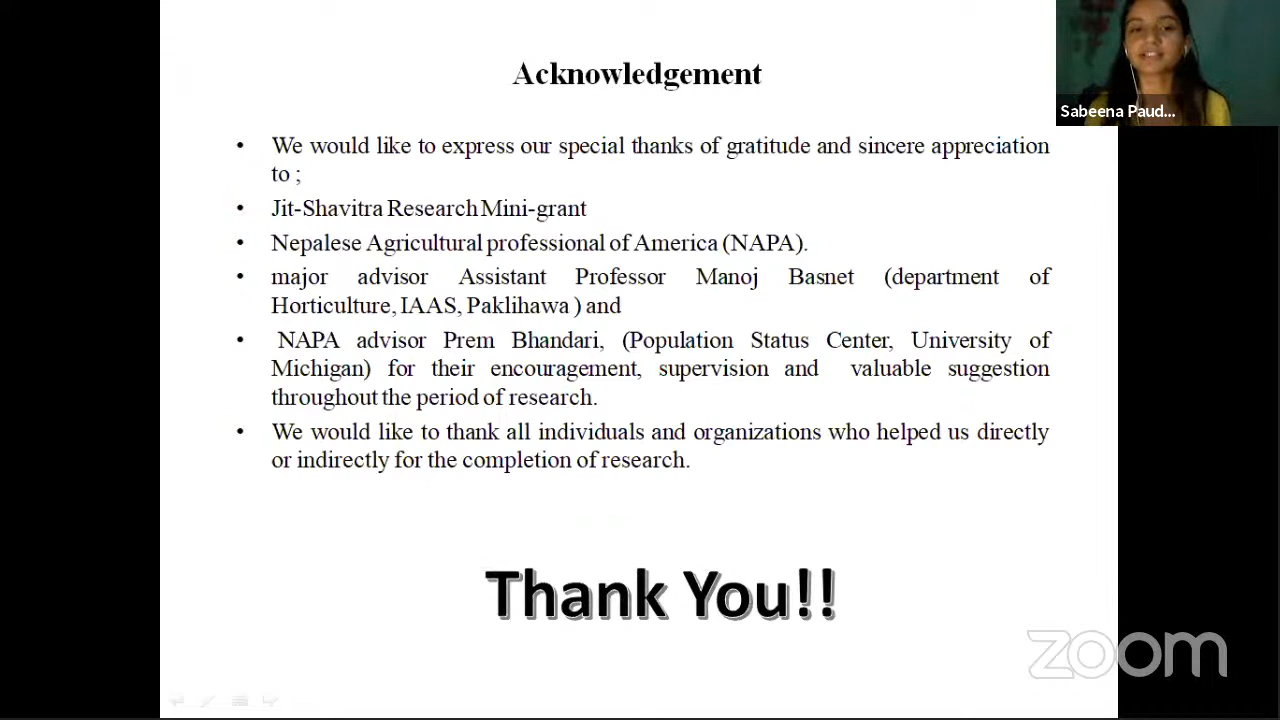 Acknowledgement
Sabeena Paud...
• We would like to express our special thanks of gratitude and sincere appreciation
to ;
• Jit-Shavitra Research Mini-grant
• Nepalese Agricultural professional of America (NAPA).
• major advisor Assistant Professor Manoj Basnet (department of
Horticulture, IAAS, Paklihawa ) and
• NAPA advisor Prem Bhandari, (Population Status Center, University of
Michigan) for their encouragement, supervision and valuable suggestion
throughout the period of research.
• We would like to thank all individuals and organizations who helped us directly
or indirectly for the completion of research.
Thank You!!
zoom